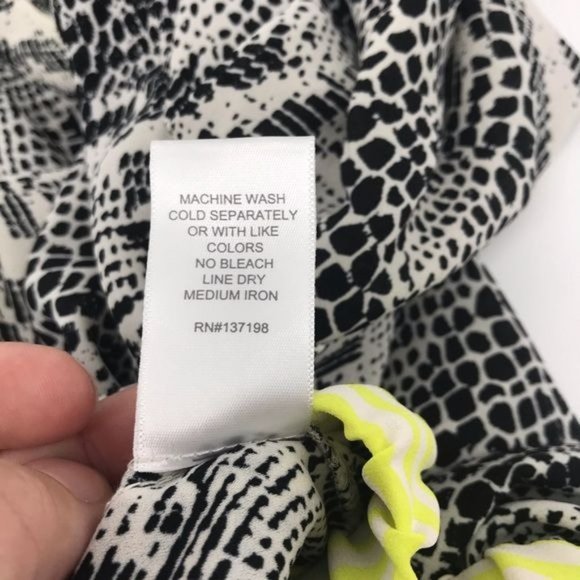 MACHINE WASH
COLD SEPARATELY
OR WITH LIKE
COLORS
NO BLEACH
LINE DRY
MEDIUM IRON
RN#137198